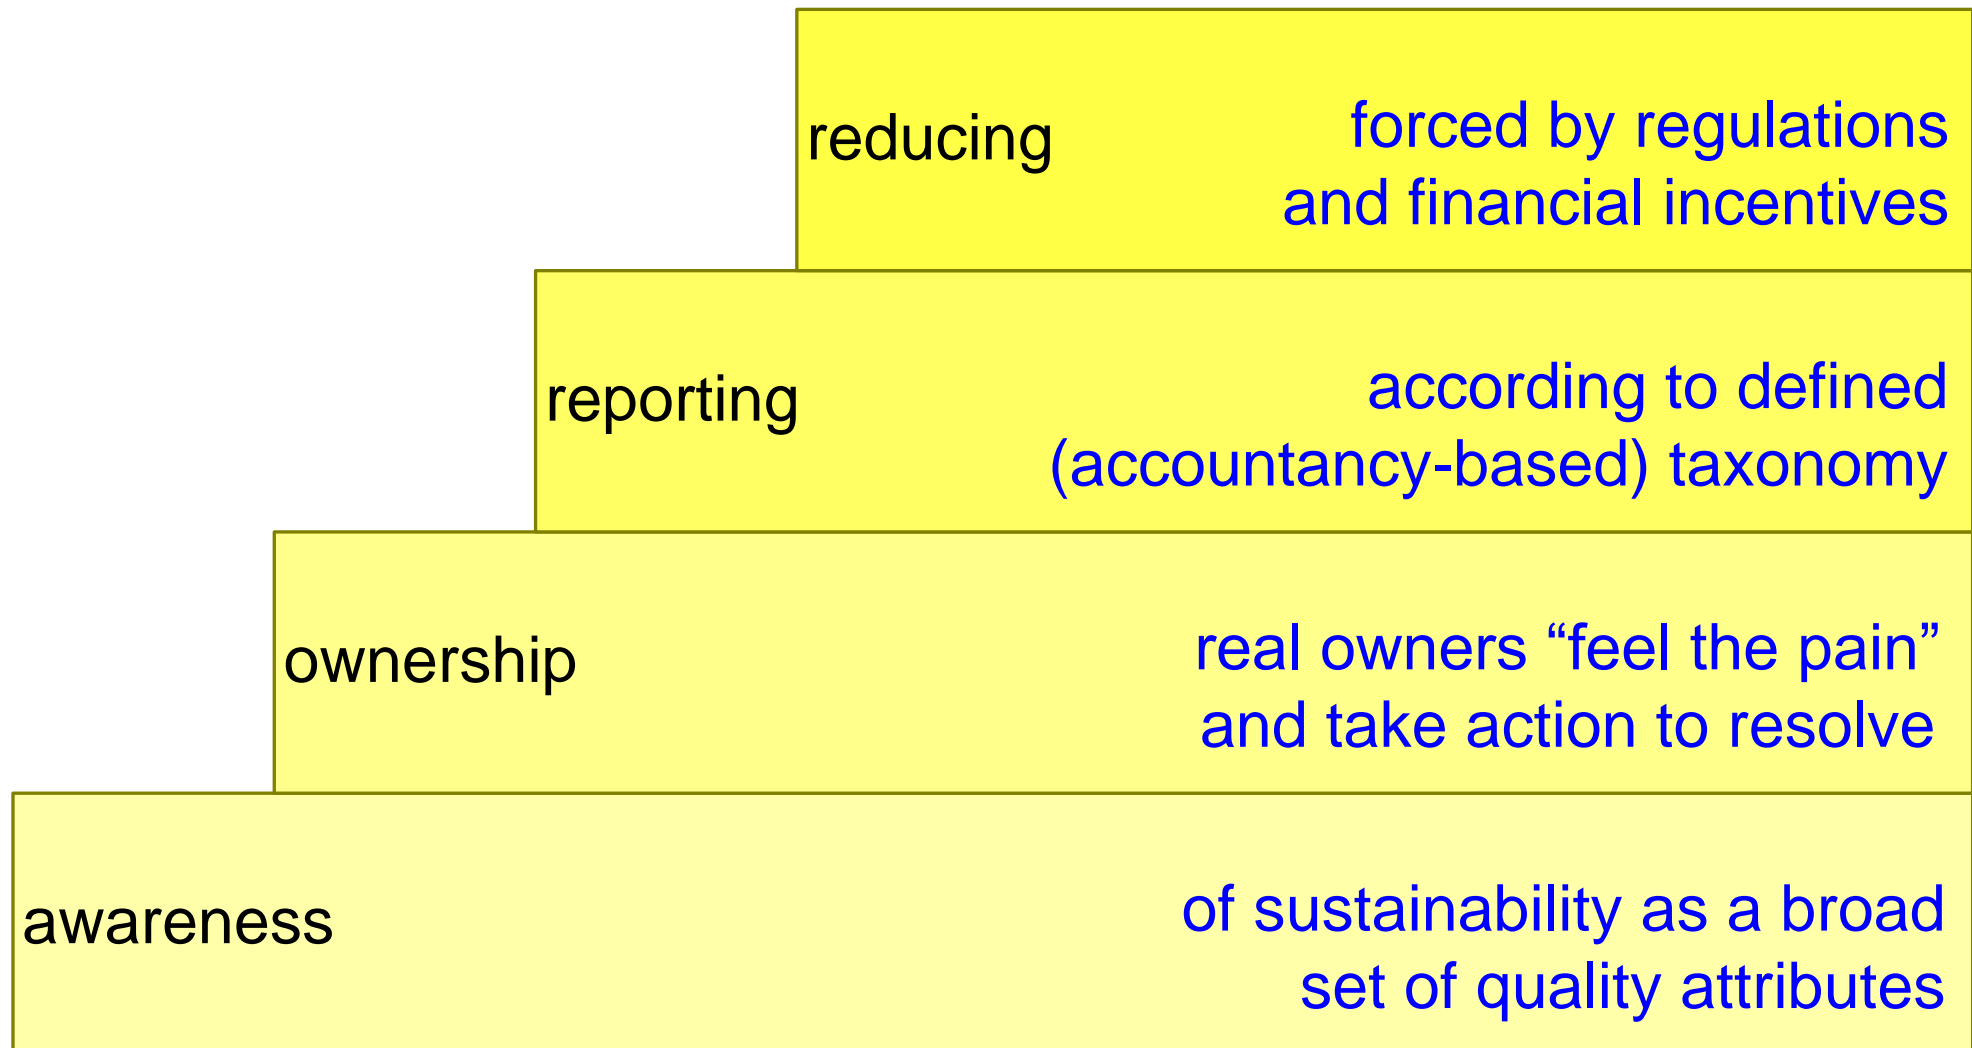 reducing
forced by regulations
and financial incentives
reporting
according to defined
(accountancy-based) taxonomy
ownership
real owners “feel the pain”
and take action to resolve
awareness
of sustainability as a broad
set of quality attributes